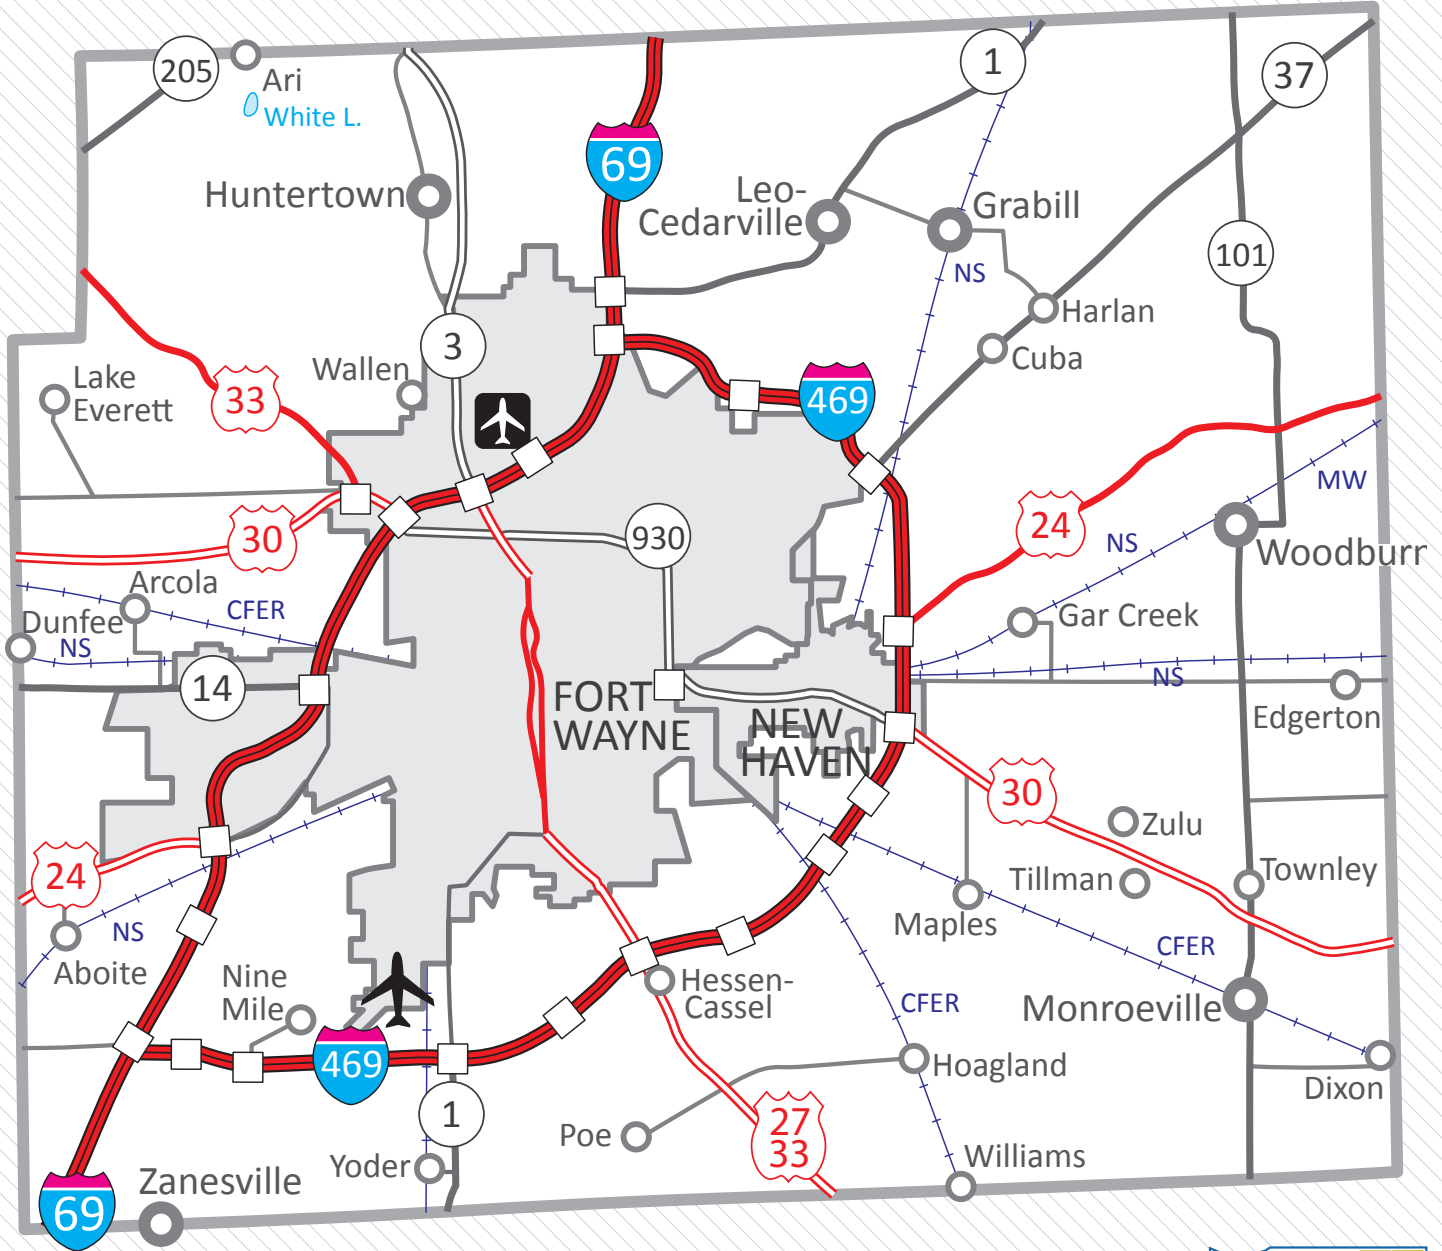 205
Ari
White L.
1
37
69
Huntertown
Leo-
Cedarville
Grabill
NS
101
Harlan
Cuba
3
Wallen
Lake
Everett
33
469
MW
24
NS
Woodburn
30
930
Arcola
CFER
Dunfee
NS
Gar Creek
NS
14
FORT
WAYNE
NEW
HAVEN
Edgerton
30
Zulu
Tillman
Townley
24
NS
Aboite
Maples
CFER
Nine
Mile
Hessen-
Cassel
CFER
Monroeville
469
Hoagland
Dixon
1
Poe
27
33
Yoder
Williams
Zanesville
69